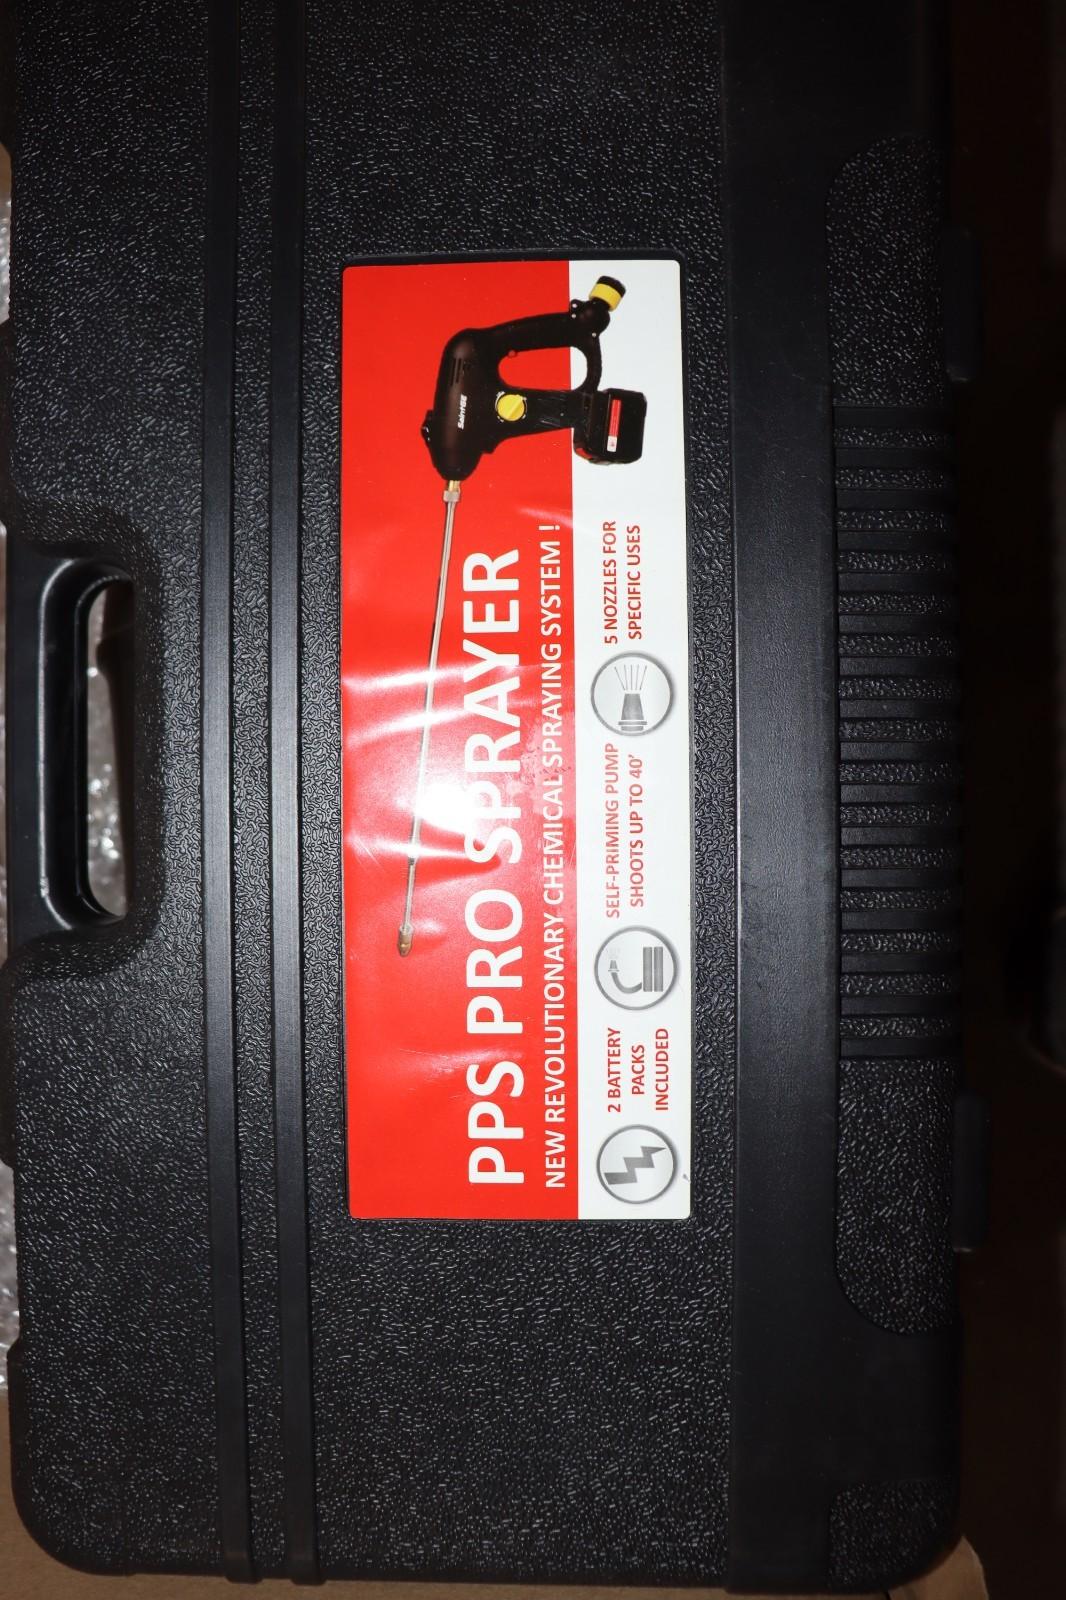 PPS PRO SPRAYER
NEW REVOLUTIONARY CHEMICAL SPRAYING SYSTEM !
2 BATTERY
PACKS
INCLUDED
SELF-PRIMING PUMP
SHOOTS UP TO 40'
5 NOZZLES FOR
SPECIFIC USES